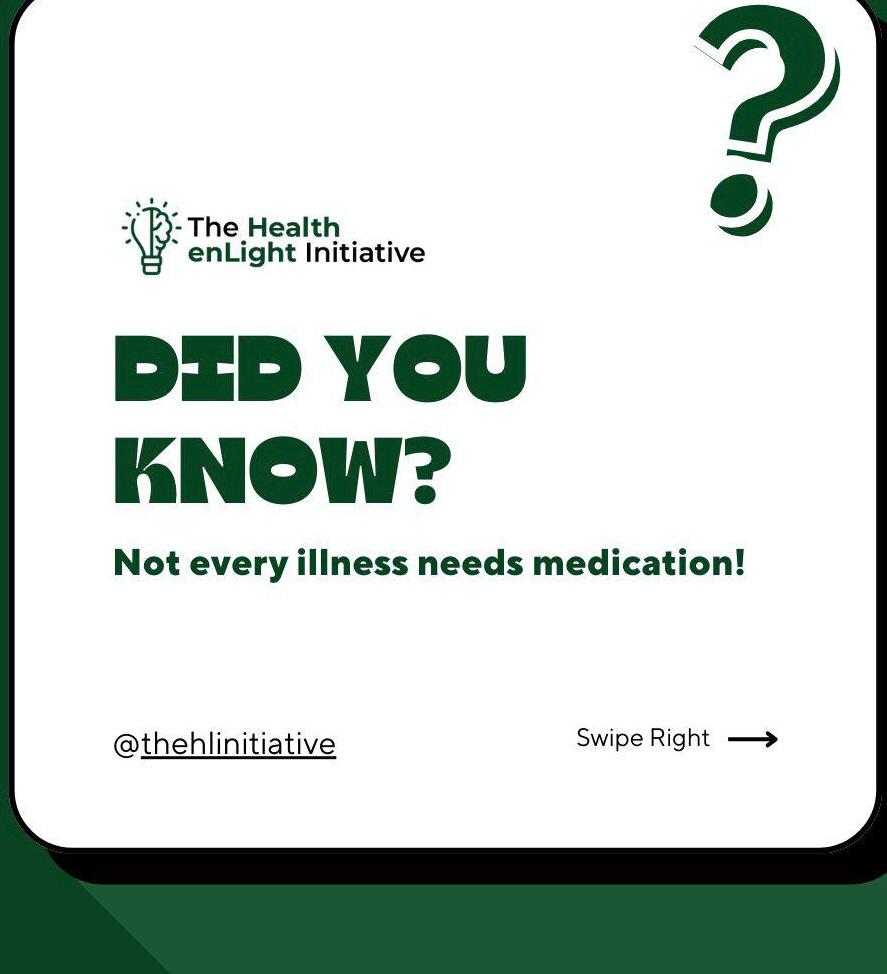 ?
The Health
enLight Initiative
DID YOU
KNOW?
Not every illness needs medication!
@thehlinitiative
Swipe Right